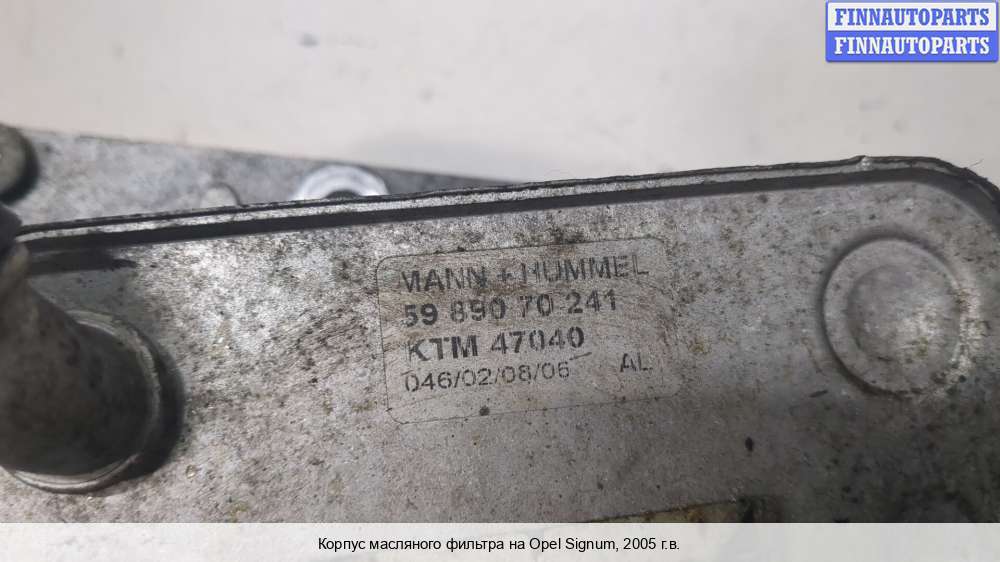 FINNAUTOPARTS
FINNAUTOPARTS
MANN + HUMMEL
59 890 70 241
KTM 47040
046/02/08/06 AL
Корпус масляного фильтра на Opel Signum, 2005 г.в.